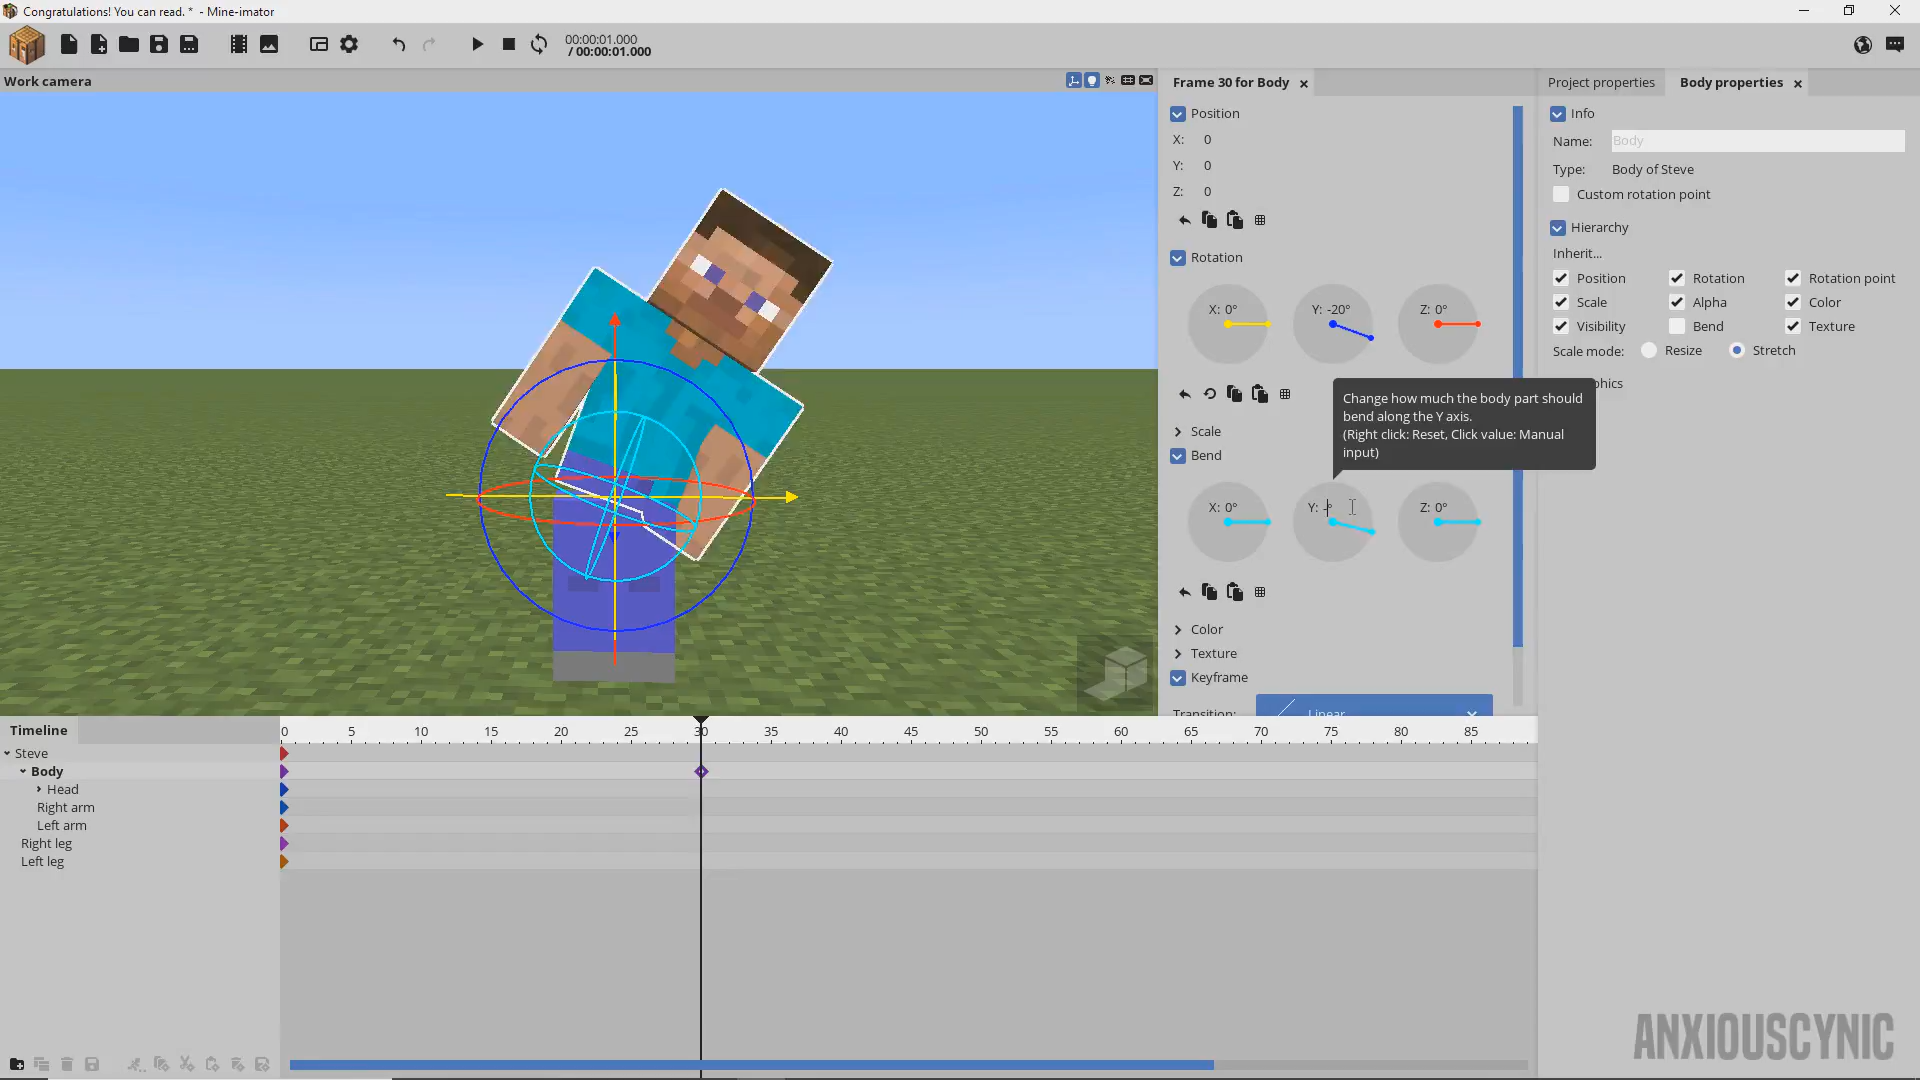 Congratulations! You can read. * - Mine-imator
00:00:01.000
/ 00:00:01.000
Work camera
Frame 30 for Body
Position
X: 0
Y: 0
Z: 0
Rotation
X: 0° Y: -20° Z: 0°
Scale
Bend
X: 0° Y: -° Z: 0°
Color
Texture
Keyframe
Transition: Linear
Change how much the body part should
bend along the Y axis.
(Right click: Reset, Click value: Manual
input)
Project properties Body properties
Info
Name: Body
Type: Body of Steve
Custom rotation point
Hierarchy
Inherit...
Position Rotation Rotation point
Scale Alpha Color
Visibility Bend Texture
Scale mode: Resize Stretch
phics
Timeline
0 5 10 15 20 25 30 35 40 45 50 55 60 65 70 75 80 85
Steve
Body
Head
Right arm
Left arm
Right leg
Left leg
ANXIOUSCYNIC